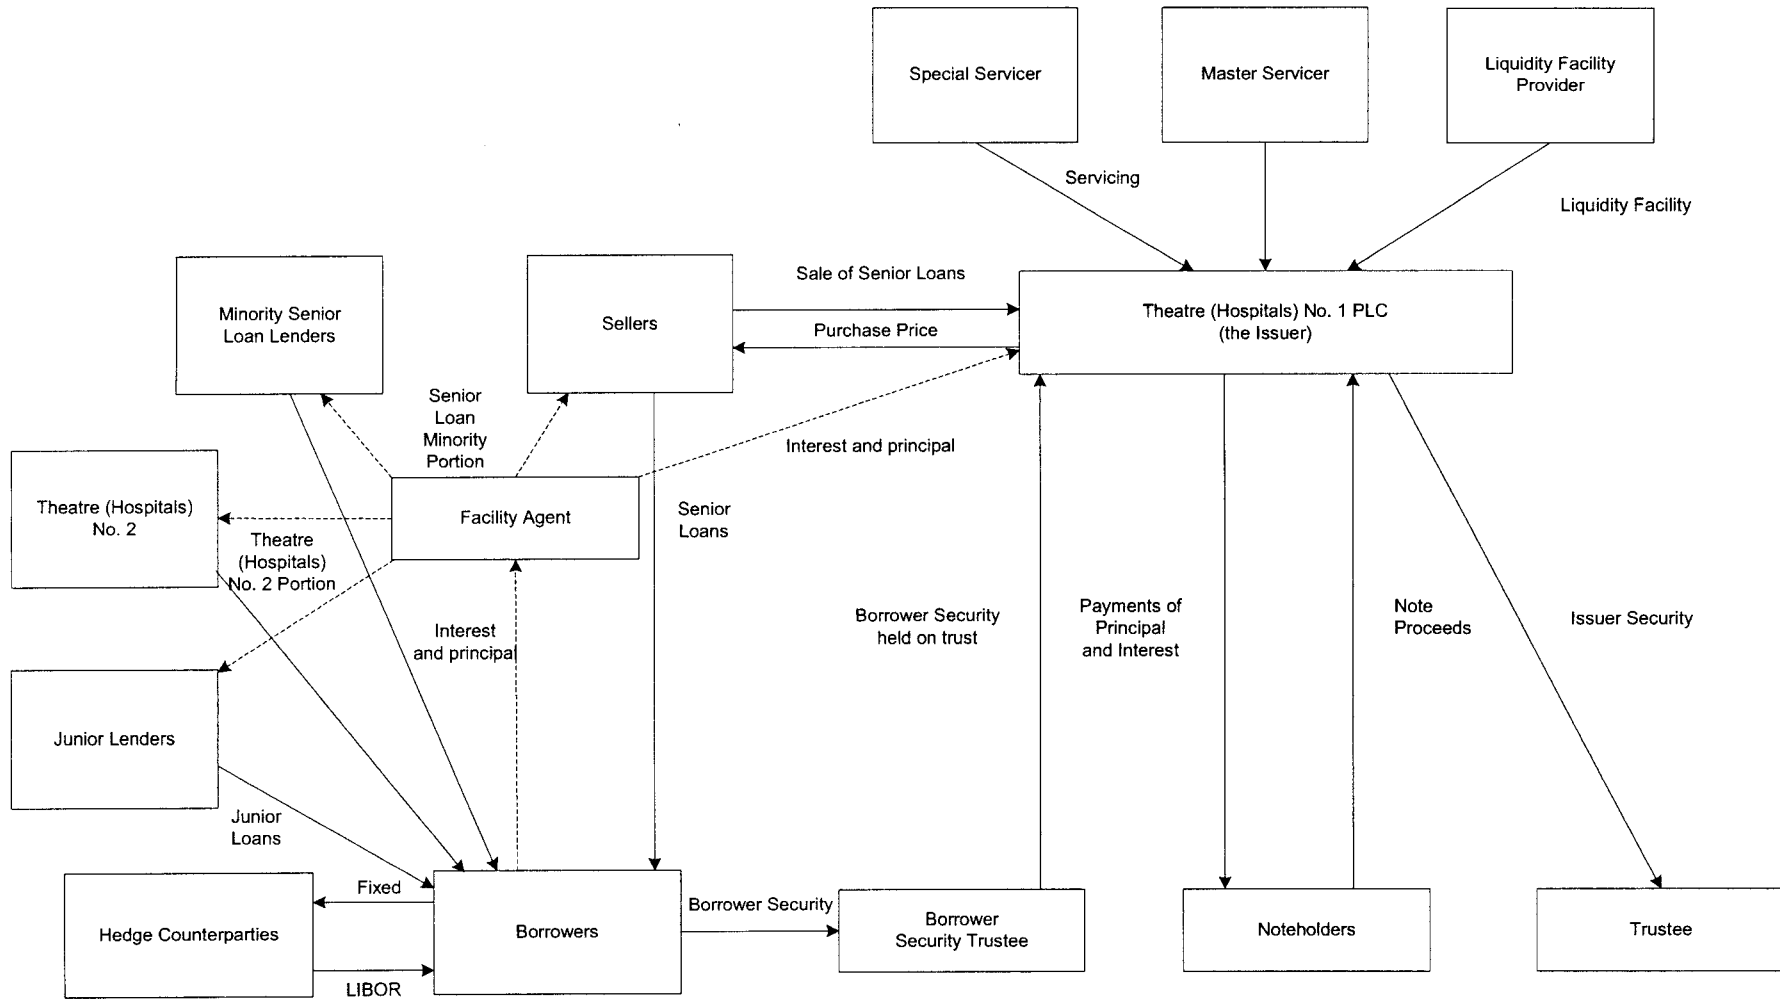 Special Servicer
Master Servicer
Liquidity Facility
Provider
Servicing
Liquidity Facility
Minority Senior
Loan Lenders
Sellers
Sale of Senior Loans
Purchase Price
Theatre (Hospitals) No. 1 PLC
(the Issuer)
Senior
Loan
Minority
Portion
Interest and principal
Theatre (Hospitals)
No. 2
Facility Agent
Senior
Loans
Theatre
(Hospitals)
No. 2 Portion
Interest
and principal
Borrower Security
held on trust
Payments of
Principal
and Interest
Note
Proceeds
Issuer Security
Junior Lenders
Junior
Loans
Hedge Counterparties
Fixed
LIBOR
Borrowers
Borrower Security
Borrower
Security Trustee
Noteholders
Trustee